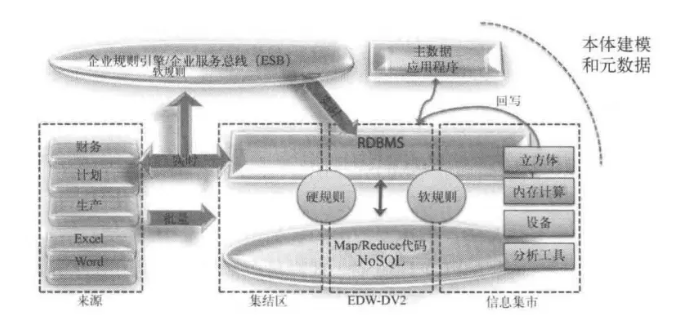 企业规则引擎/企业服务总线（ESB）
软规则
主数据
应用程序
本体建模
和元数据
回写
RDBMS
财务
计划
生产
Excel
Word
实时
批量
硬规则
软规则
立方体
内存计算
设备
分析工具
Map/Reduce代码
NoSQL
来源
集结区
EDW-DV2
信息集市